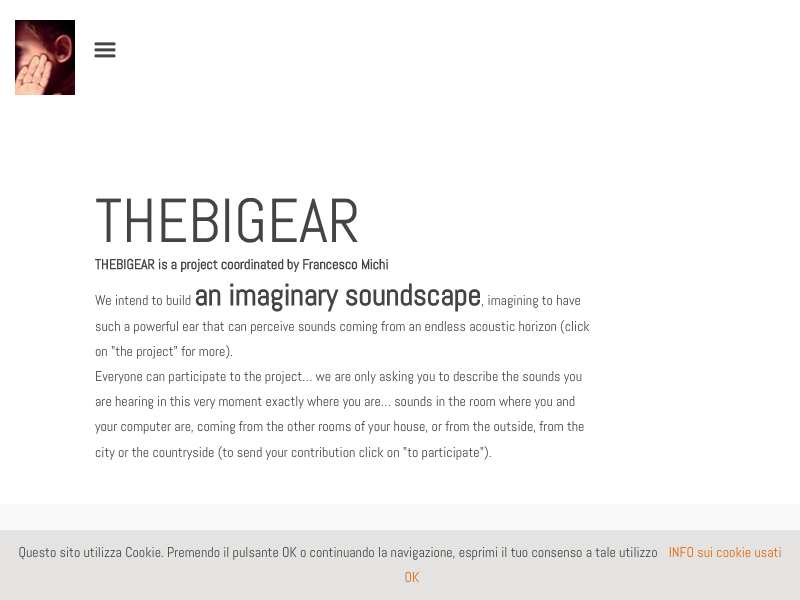 THEBIGEAR
THEBIGEAR is a project coordinated by Francesco Michi
We intend to build an imaginary soundscape, imagining to have
such a powerful ear that can perceive sounds coming from an endless acoustic horizon (click
on "the project" for more).
Everyone can participate to the project... we are only asking you to describe the sounds you
are hearing in this very moment exactly where you are... sounds in the room where you and
your computer are, coming from the other rooms of your house, or from the outside, from the
city or the countryside (to send your contribution click on "to participate").
Questo sito utilizza Cookie. Premendo il pulsante OK o continuando la navigazione, esprimi il tuo consenso a tale utilizzo INFO sui cookie usati
OK